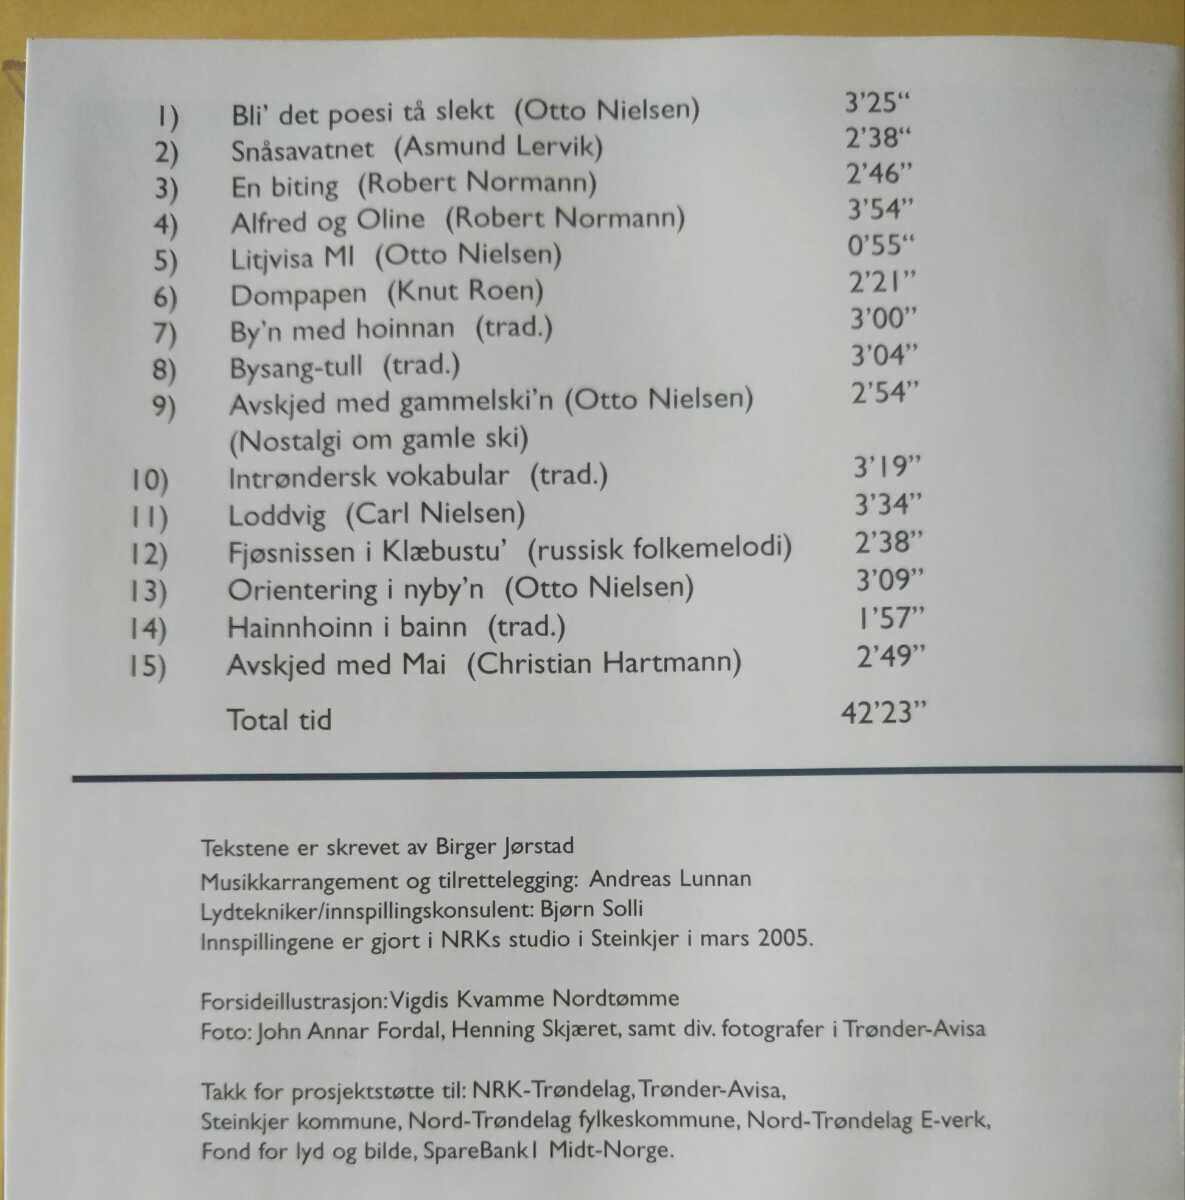 1) Bli’ det poesi tå slekt (Otto Nielsen) 3’25“
2) Snåsavatnet (Asmund Lervik) 2’38“
3) En biting (Robert Normann) 2’46”
4) Alfred og Oline (Robert Normann) 3’54”
5) Litjvisa MI (Otto Nielsen) 0’55“
6) Dompapen (Knut Roen) 2’21”
7) By’n med hoinnan (trad.) 3’00”
8) Bysang-tull (trad.) 3’04”
9) Avskjed med gammelski’n (Otto Nielsen) 2’54”
(Nostalgi om gamle ski)
10) Intrøndersk vokabular (trad.) 3’19”
11) Loddvig (Carl Nielsen) 3’34”
12) Fjøsnissen i Klæbustu’ (russisk folkemelodi) 2’38”
13) Orientering i nyby’n (Otto Nielsen) 3’09”
14) Hainnhoinn i bainn (trad.) 1’57”
15) Avskjed med Mai (Christian Hartmann) 2’49”
Total tid 42’23”
Tekstene er skrevet av Birger Jørstad
Musikkarrangement og tilrettelegging: Andreas Lunnan
Lydtekniker/innspillingskonsulent: Bjørn Solli
Innspillingene er gjort i NRKs studio i Steinkjer i mars 2005.
Forsideillustrasjon: Vigdis Kvamme Nordtømme
Foto: John Annar Fordal, Henning Skjæret, samt div. fotografer i Trønder-Avisa
Takk for prosjektstøtte til: NRK-Trøndelag, Trønder-Avisa,
Steinkjer kommune, Nord-Trøndelag fylkeskommune, Nord-Trøndelag E-verk,
Fond for lyd og bilde, SpareBank1 Midt-Norge.